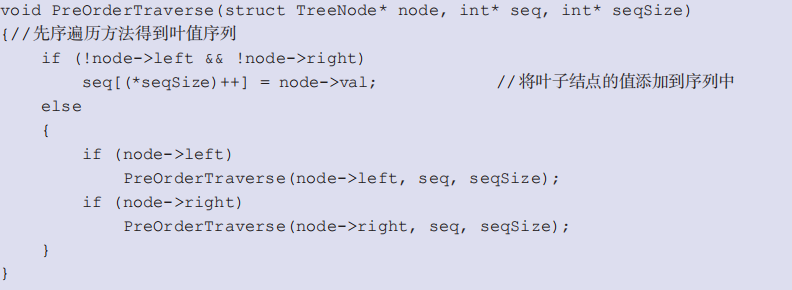 void PreOrderTraverse(struct TreeNode* node, int* seq, int* seqSize)
{//先序遍历方法得到叶值序列
    if (!node->left && !node->right)
        seq[(*seqSize)++] = node->val;            //将叶子结点的值添加到序列中
    else
    {
        if (node->left)
            PreOrderTraverse(node->left, seq, seqSize);
        if (node->right)
            PreOrderTraverse(node->right, seq, seqSize);
    }
}